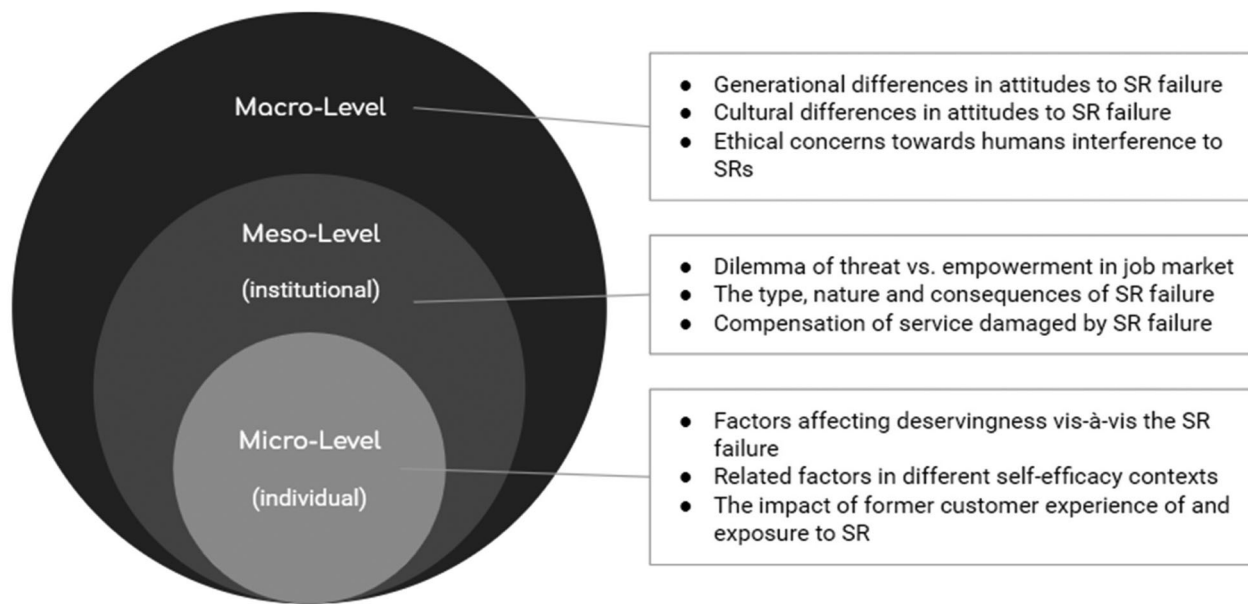 Macro-Level
● Generational differences in attitudes to SR failure
● Cultural differences in attitudes to SR failure
● Ethical concerns towards humans interference to
SRs
Meso-Level
(institutional)
● Dilemma of threat vs. empowerment in job market
● The type, nature and consequences of SR failure
● Compensation of service damaged by SR failure
Micro-Level
(individual)
● Factors affecting deservingness vis-à-vis the SR
failure
● Related factors in different self-efficacy contexts
● The impact of former customer experience of and
exposure to SR